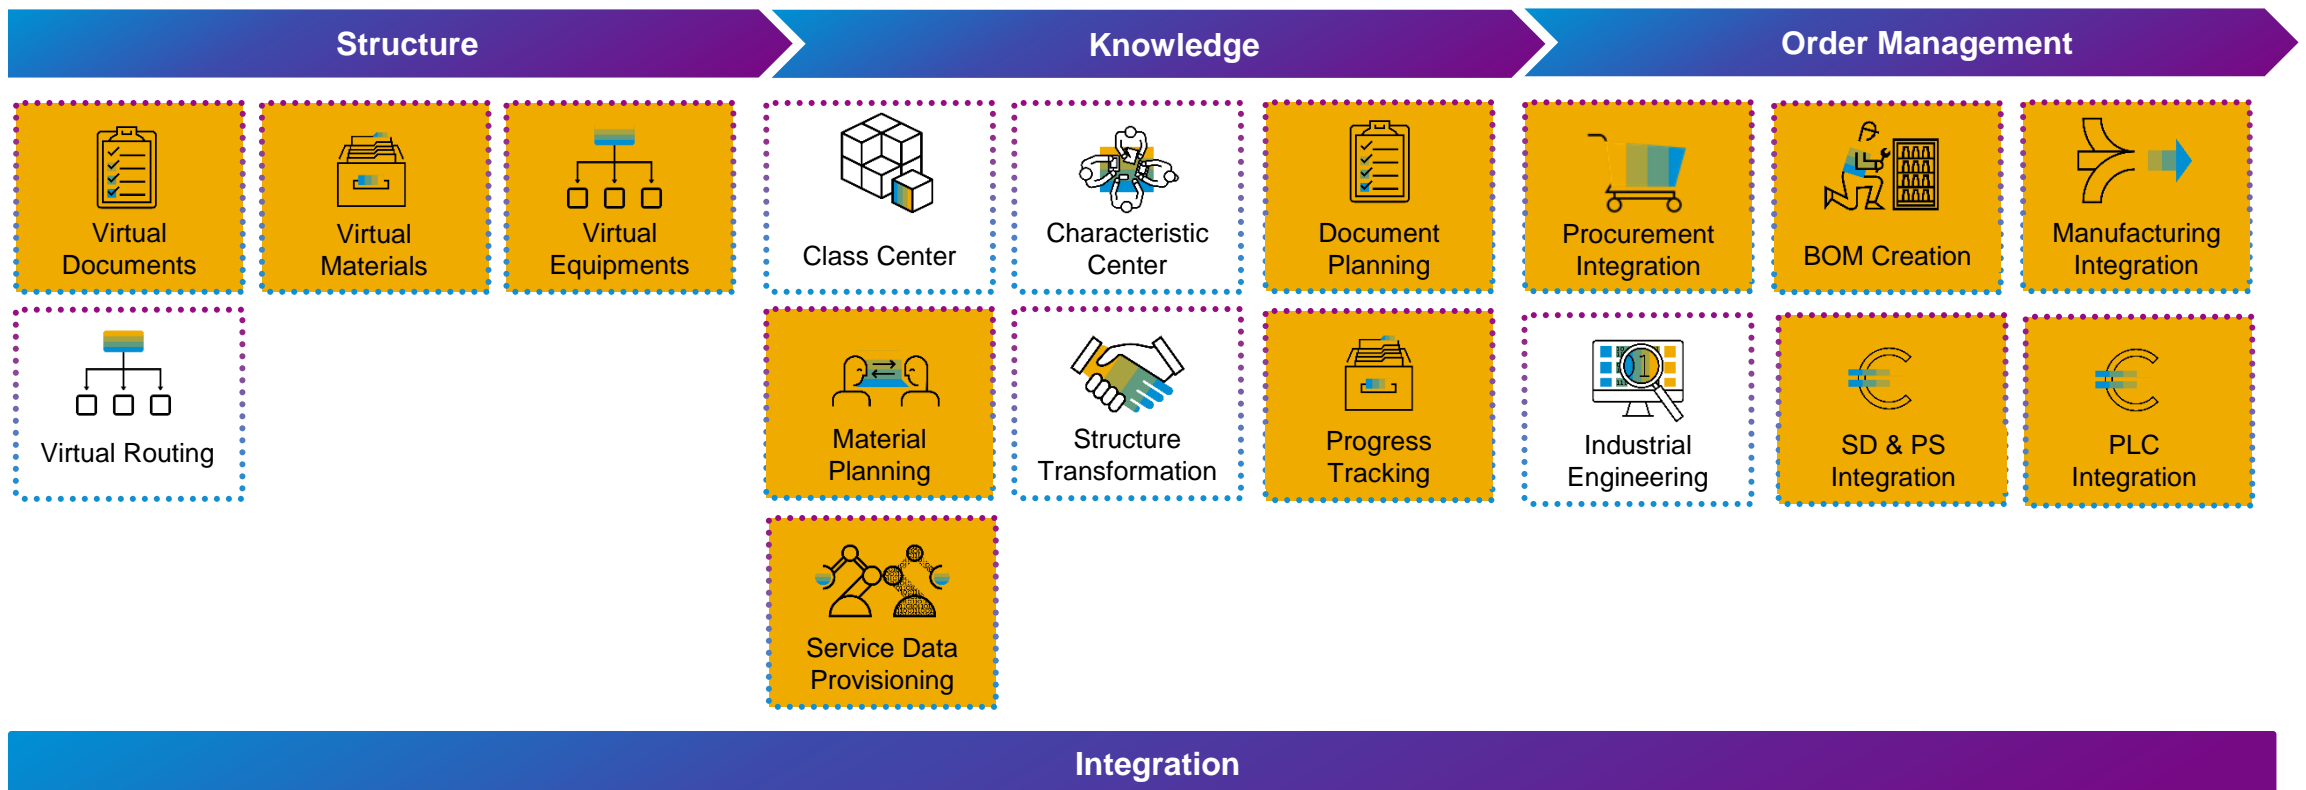 Structure
Knowledge
Order Management
Virtual
Documents
Virtual
Materials
Virtual
Equipments
Class Center
Characteristic
Center
Document
Planning
Procurement
Integration
BOM Creation
Manufacturing
Integration
Virtual Routing
Material
Planning
Structure
Transformation
Progress
Tracking
Industrial
Engineering
SD & PS
Integration
PLC
Integration
Service Data
Provisioning
Integration